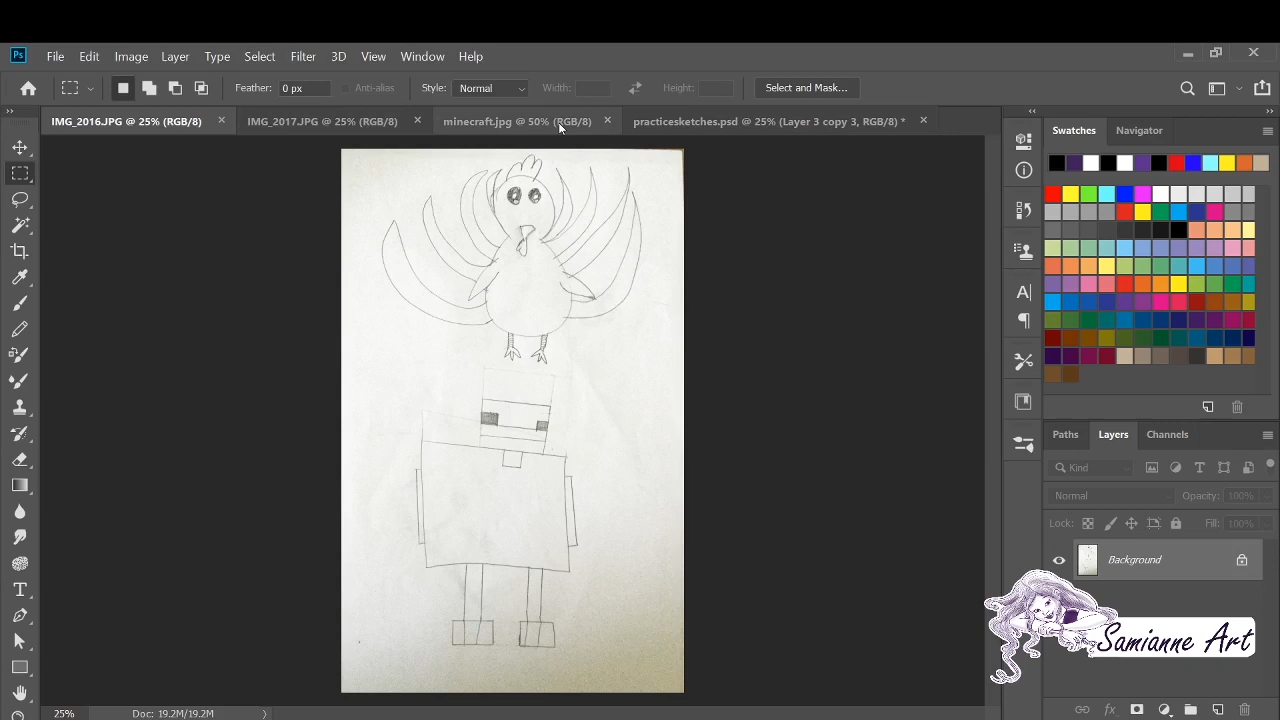 Ps File Edit Image Layer Type Select Filter 3D View Window Help
Feather: 0 px Anti-alias Style: Normal Width: Height: Select and Mask...
IMG_2016.JPG @ 25% (RGB/8) IMG_2017.JPG @ 25% (RGB/8) minecraft.jpg @ 50% (RGB/8) practicesketches.psd @ 25% (Layer 3 copy 3, RGB/8) *
Swatches Navigator
Paths Layers Channels
Kind
Normal Opacity: 100%
Lock: Fill: 100%
Background
Samianne Art
25% Doc: 19.2M/19.2M